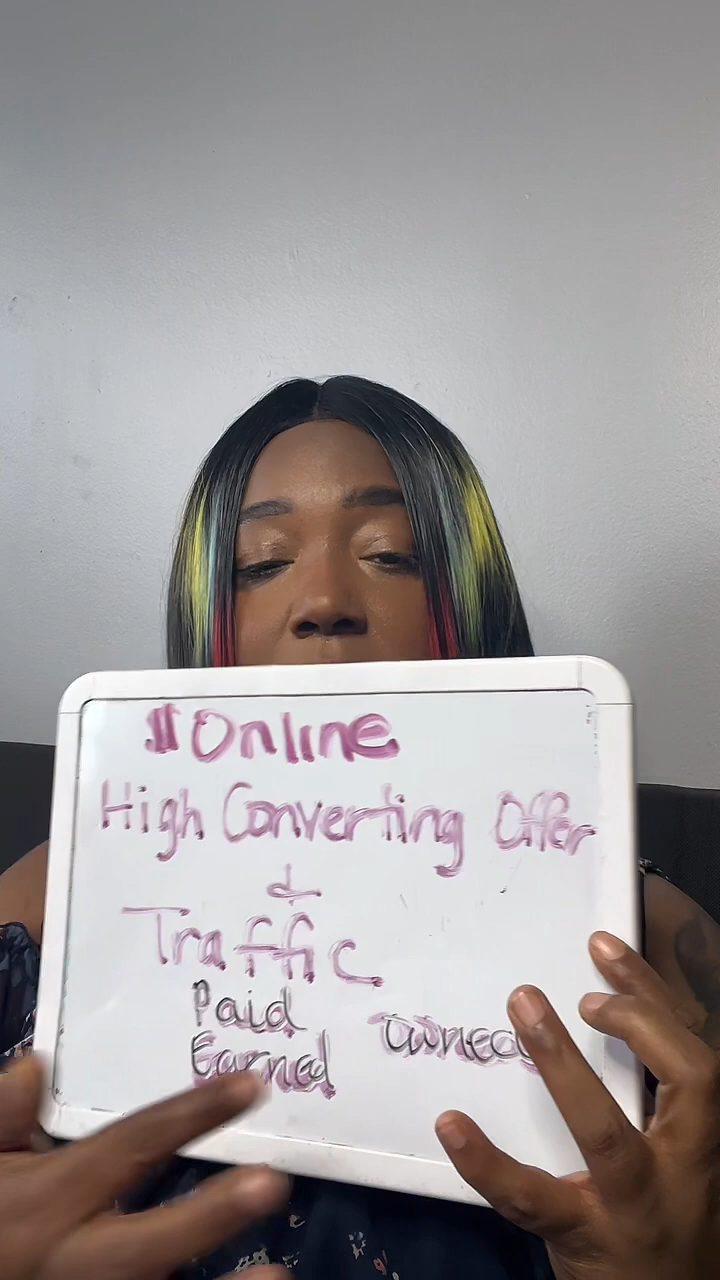 $Online
High Converting Offer
+
Traffic
Paid
Earned
owned